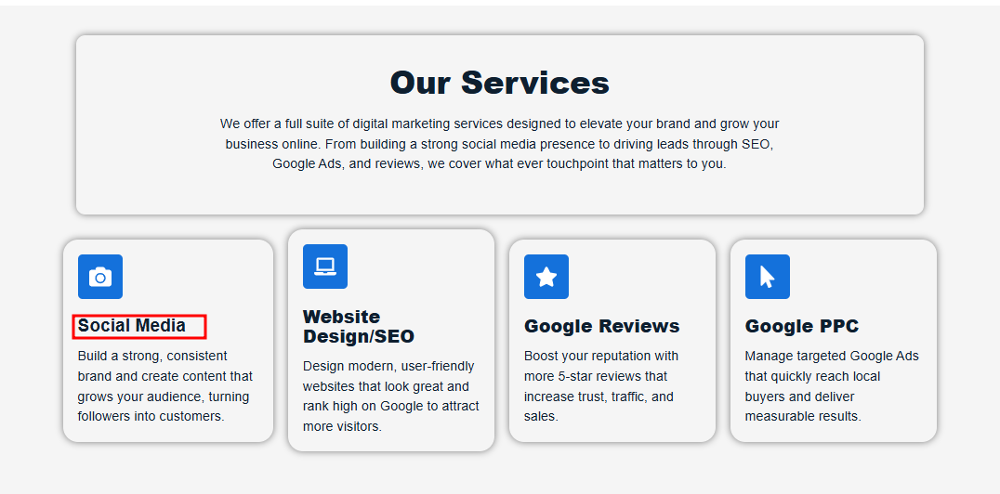 Our Services
We offer a full suite of digital marketing services designed to elevate your brand and grow your
business online. From building a strong social media presence to driving leads through SEO,
Google Ads, and reviews, we cover what ever touchpoint that matters to you.
Social Media
Build a strong, consistent
brand and create content that
grows your audience, turning
followers into customers.
Website
Design/SEO
Design modern, user-friendly
websites that look great and
rank high on Google to attract
more visitors.
Google Reviews
Boost your reputation with
more 5-star reviews that
increase trust, traffic, and
sales.
Google PPC
Manage targeted Google Ads
that quickly reach local
buyers and deliver
measurable results.